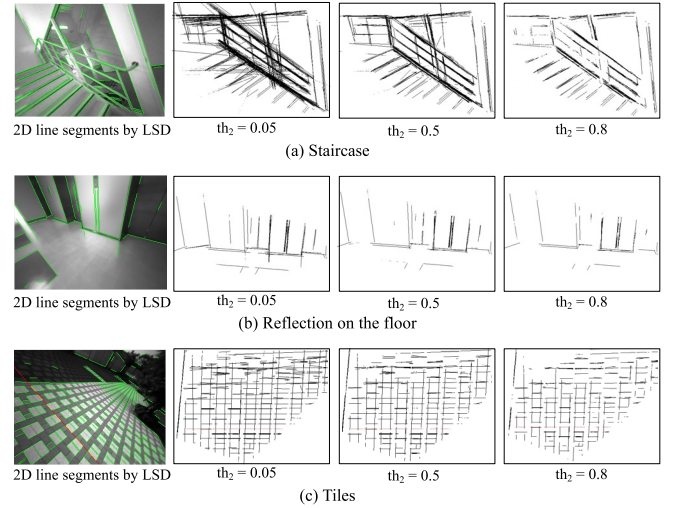 2D line segments by LSD
th₂ = 0.05
th₂ = 0.5
th₂ = 0.8
(a) Staircase
2D line segments by LSD
th₂ = 0.05
th₂ = 0.5
th₂ = 0.8
(b) Reflection on the floor
2D line segments by LSD
th₂ = 0.05
th₂ = 0.5
th₂ = 0.8
(c) Tiles